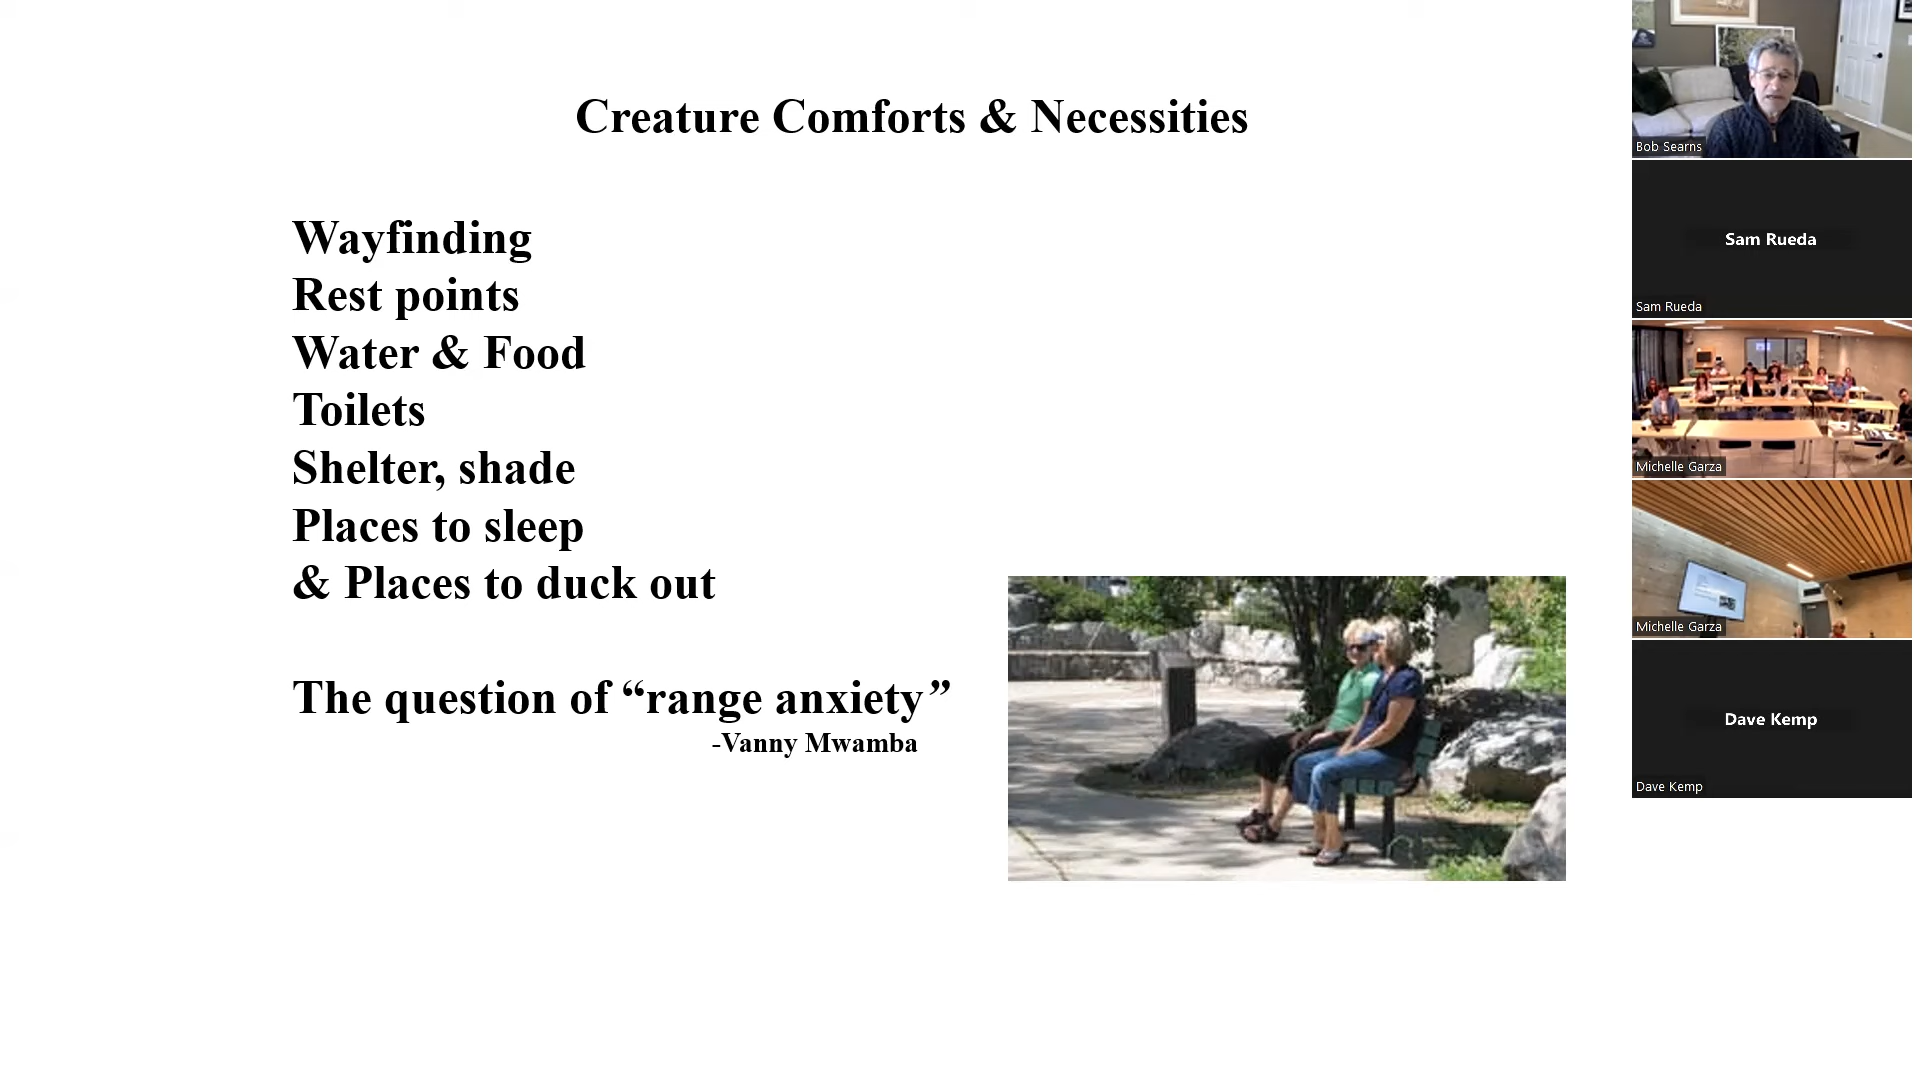 Creature Comforts & Necessities
Wayfinding
Rest points
Water & Food
Toilets
Shelter, shade
Places to sleep
& Places to duck out
The question of “range anxiety”
-Vanny Mwamba
Bob Searns
Sam Rueda
Sam Rueda
Michelle Garza
Michelle Garza
Dave Kemp
Dave Kemp